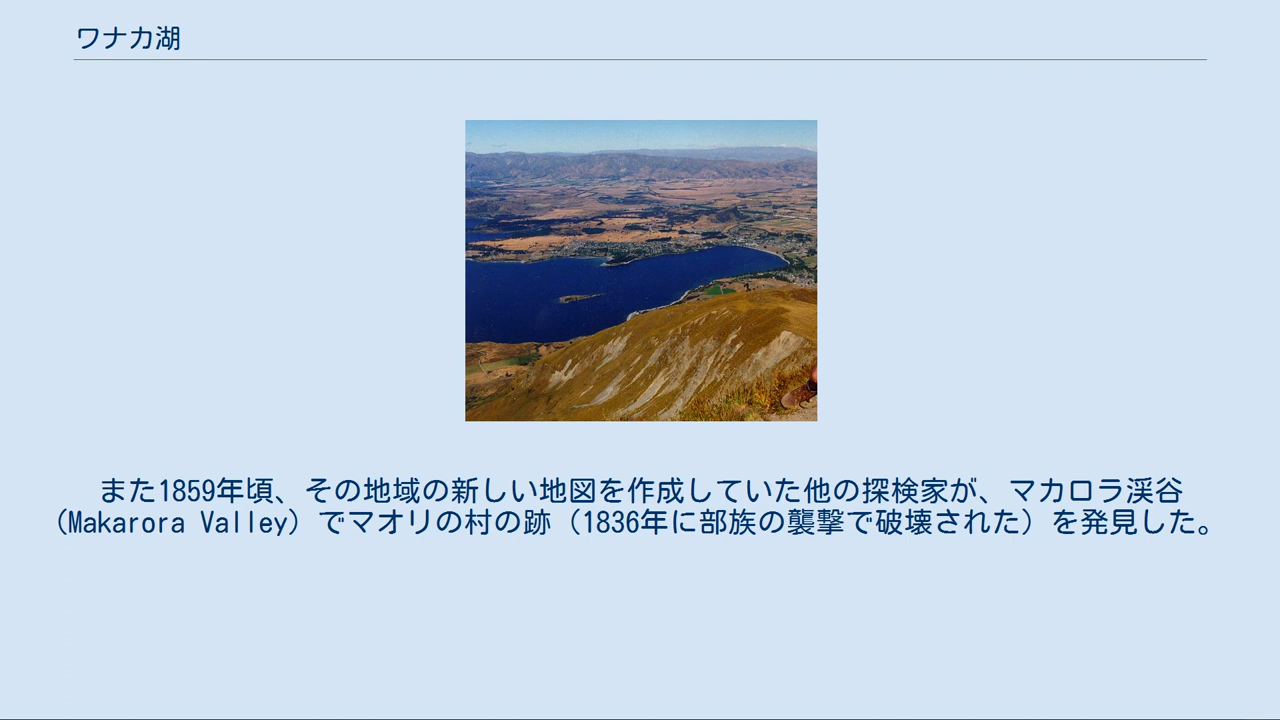 ワナカ湖
また1859年頃、その地域の新しい地図を作成していた他の探検家が、マカロラ渓谷
(Makarora Valley) でマオリの村の跡（1836年に部族の襲撃で破壊された）を発見した。